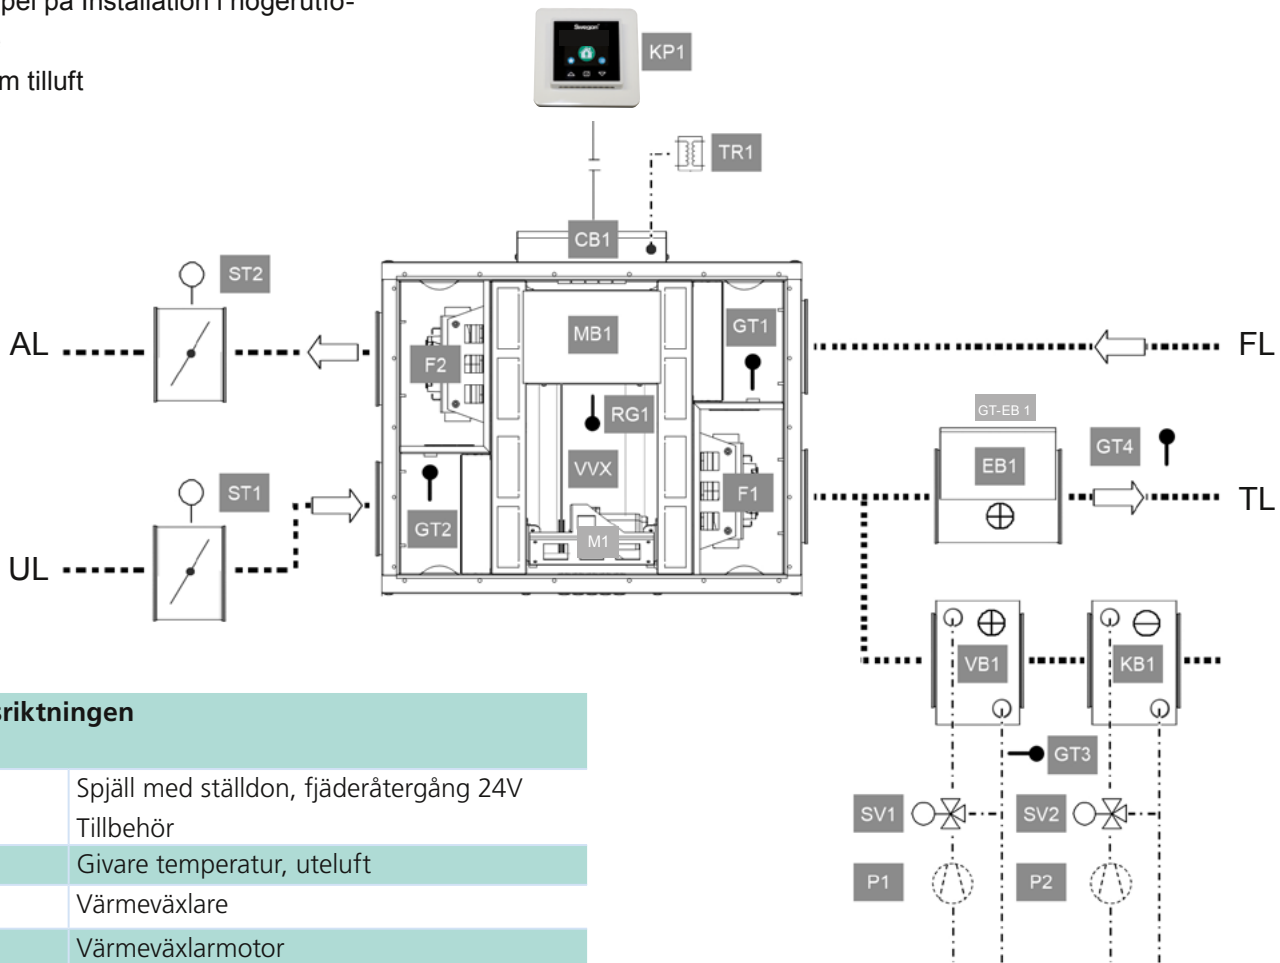 pel på Installation i högerutfö-
m tilluft
Swegon
KP1
TR1
CB1
ST2
AL
F2
MB1
GT1
FL
RG1
GT-EB 1
EB1
GT4
TL
ST1
GT2
VVX
F1
M1
UL
VB1
KB1
GT3
SV1
SV2
P1
P2
sriktningen
Spjäll med ställdon, fjäderåtergång 24V
Tillbehör
Givare temperatur, uteluft
Värmeväxlare
Värmeväxlarmotor